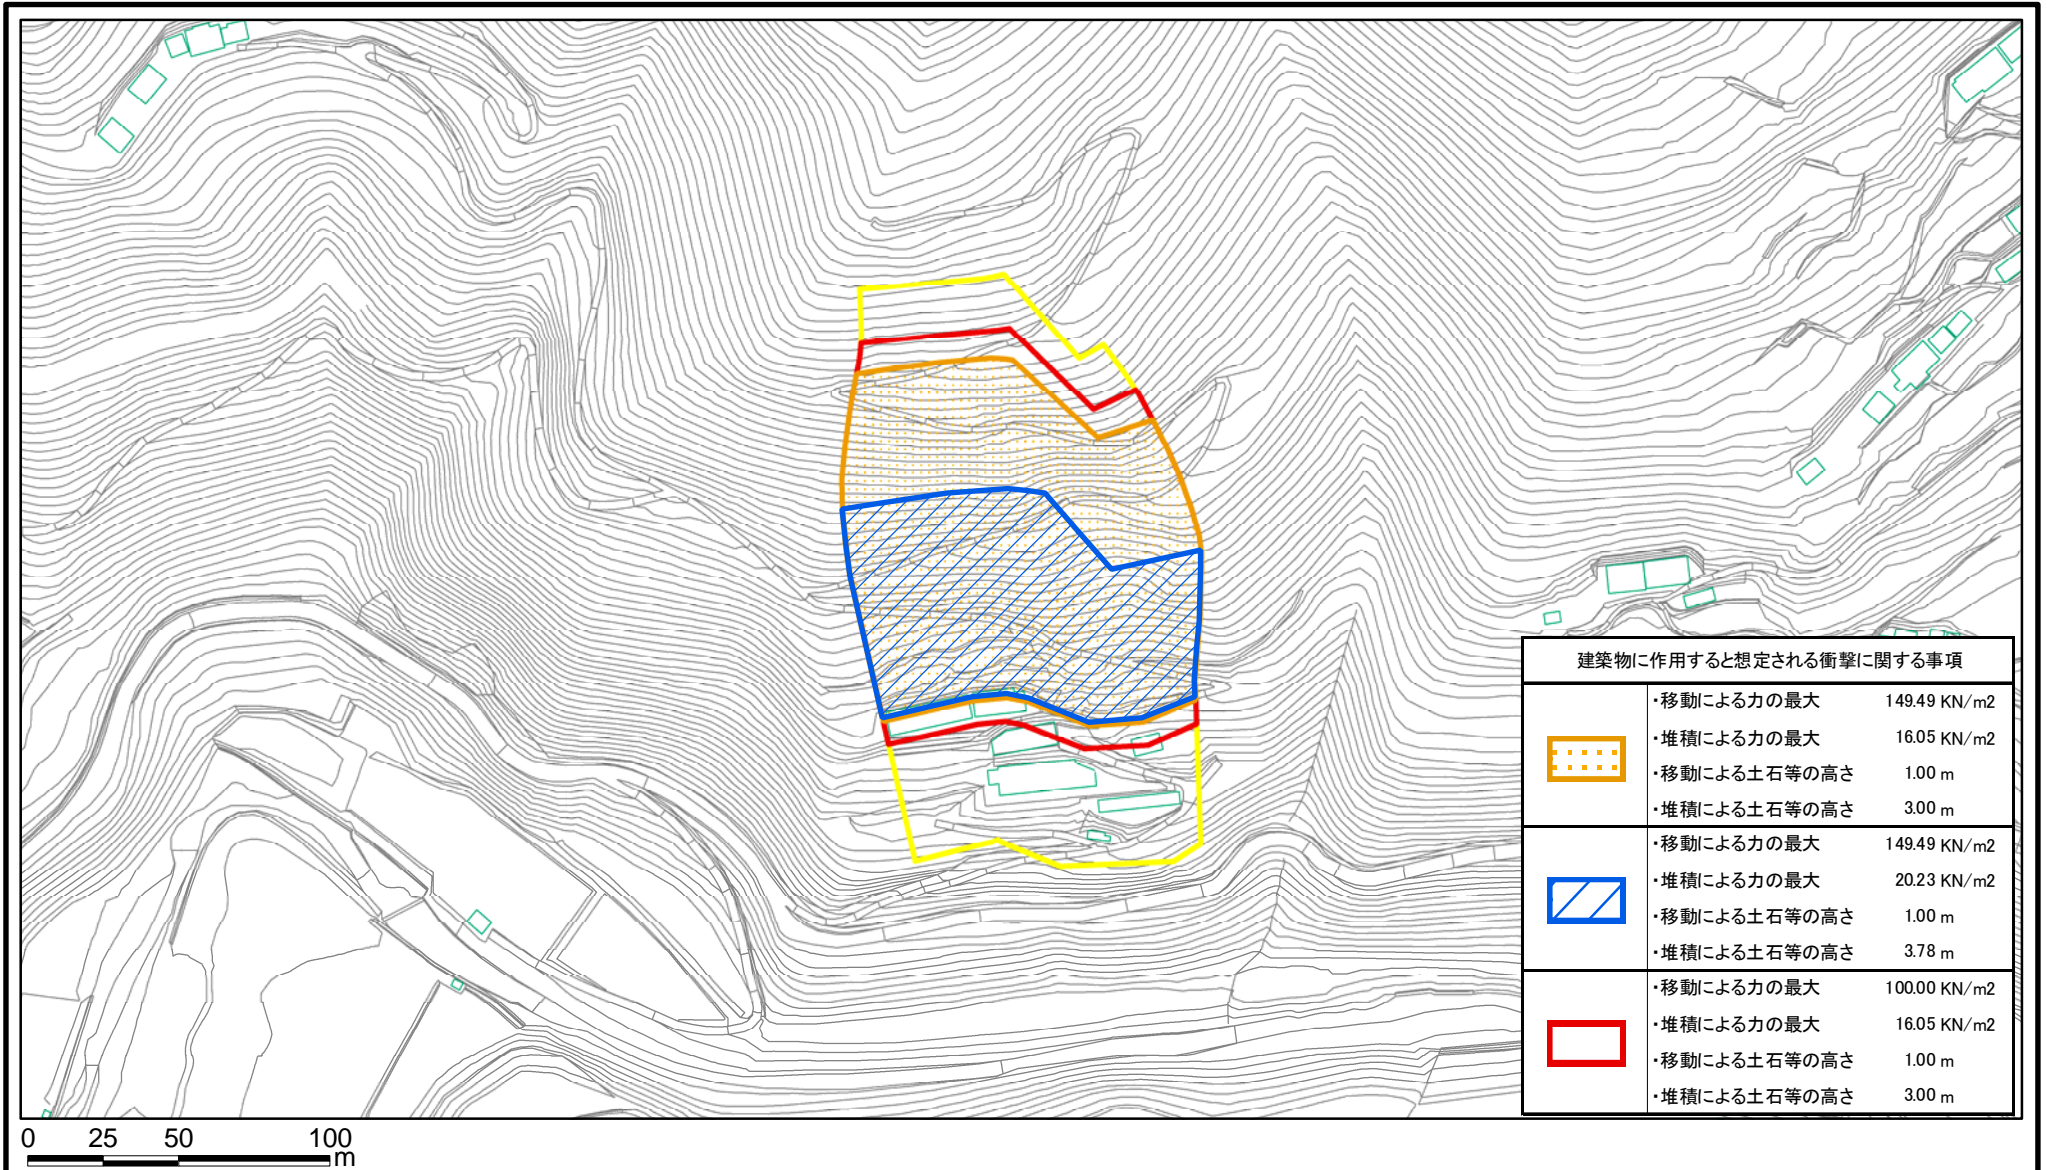 建築物に作用すると想定される衝撃に関する事項
・移動による力の最大 149.49 KN/m2
・堆積による力の最大 16.05 KN/m2
・移動による土石等の高さ 1.00 m
・堆積による土石等の高さ 3.00 m
・移動による力の最大 149.49 KN/m2
・堆積による力の最大 20.23 KN/m2
・移動による土石等の高さ 1.00 m
・堆積による土石等の高さ 3.78 m
・移動による力の最大 100.00 KN/m2
・堆積による力の最大 16.05 KN/m2
・移動による土石等の高さ 1.00 m
・堆積による土石等の高さ 3.00 m
0 25 50 100
m